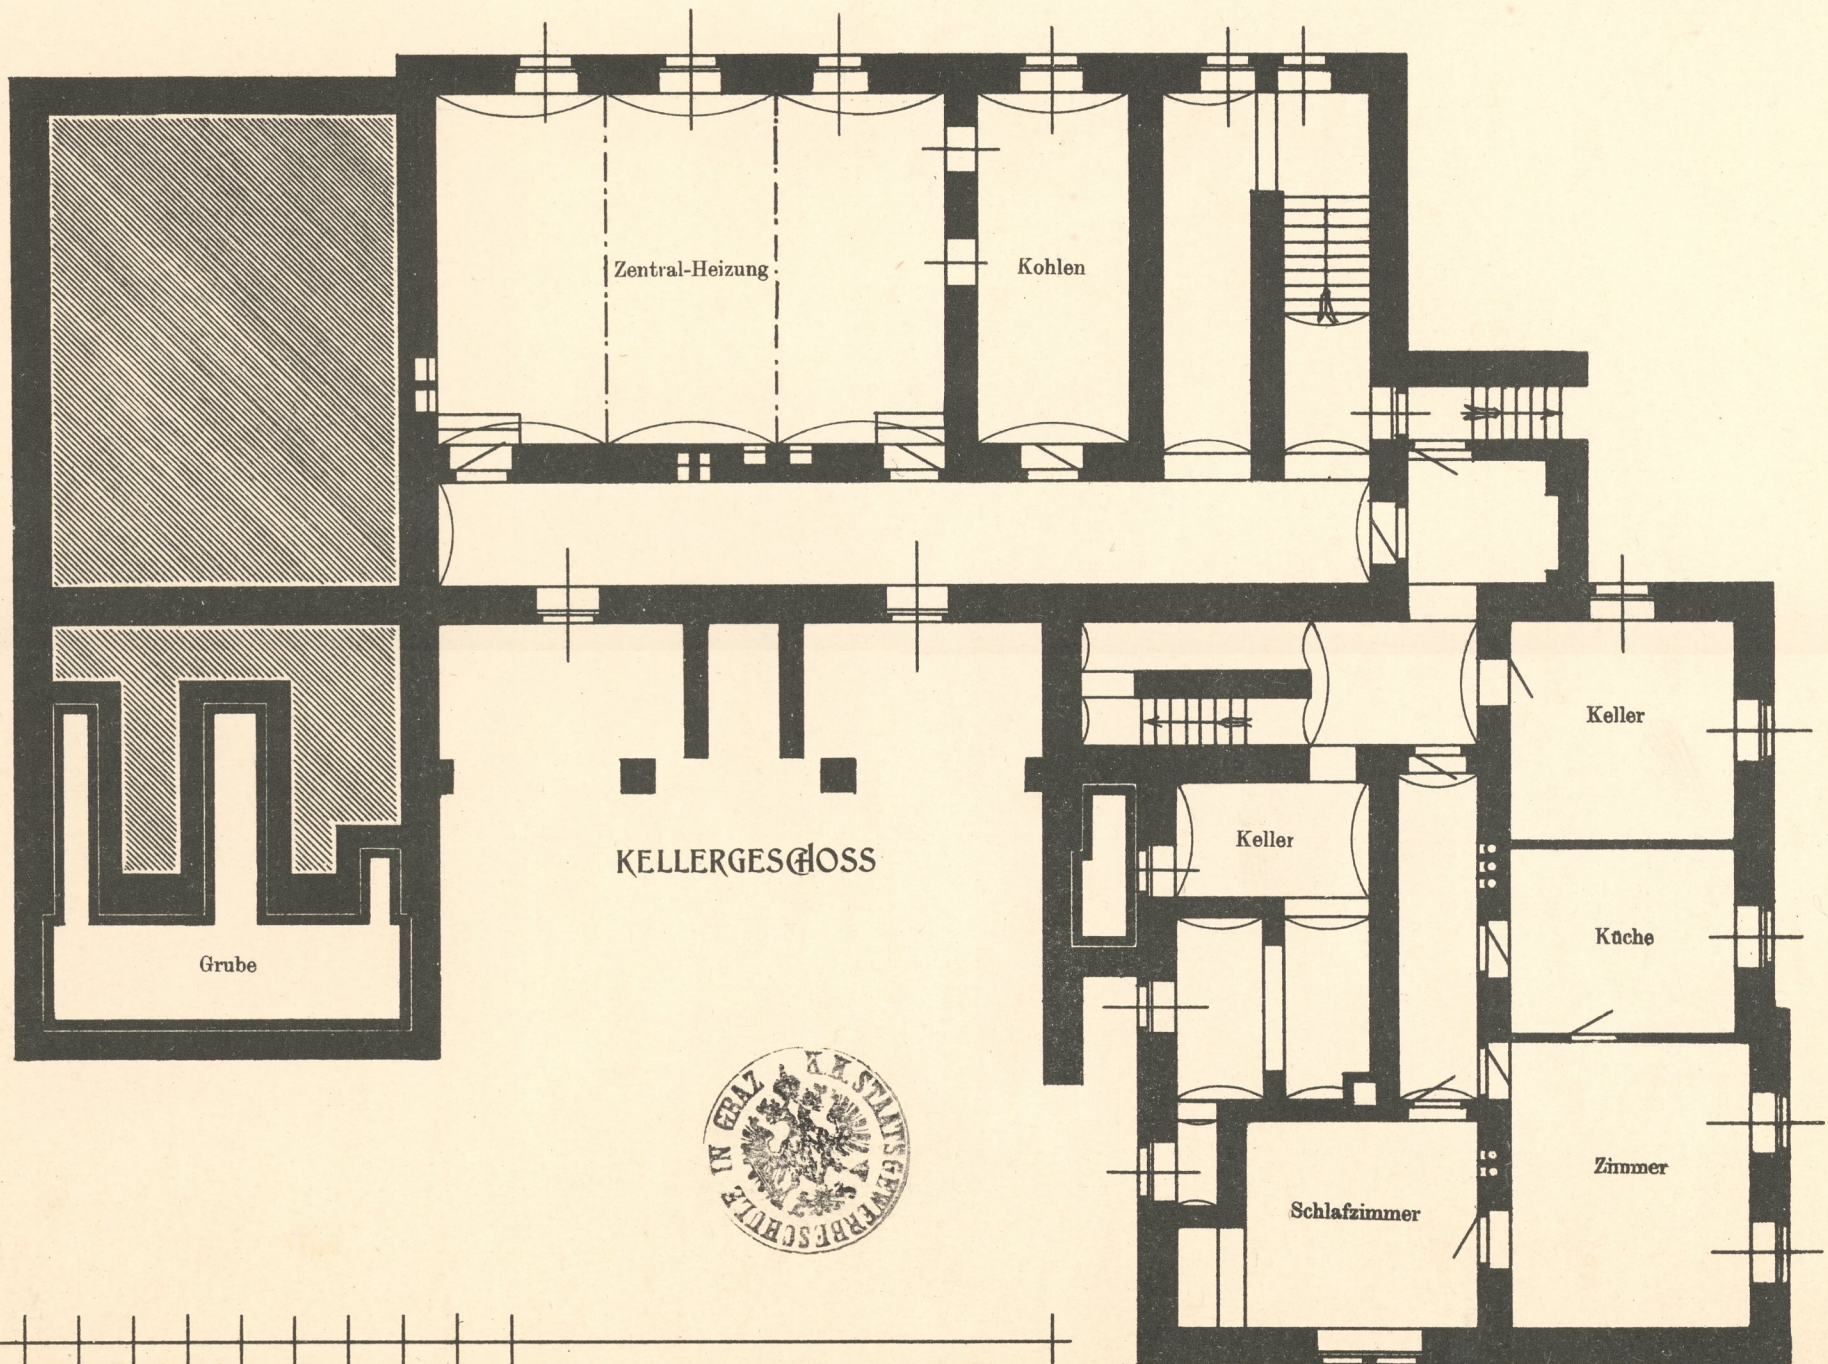 Zentral-Heizung
Kohlen
Keller
KELLERGESCHOSS
Keller
Küche
Grube
Zimmer
Schlafzimmer
K.K. STAATSGEWERBESCHULE IN GRAZ